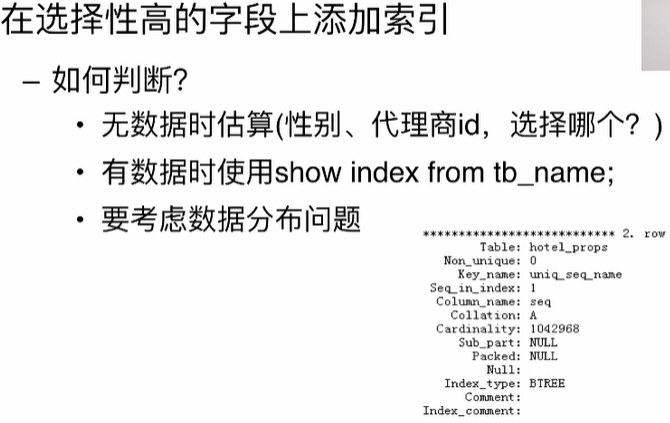 在选择性高的字段上添加索引
– 如何判断?
• 无数据时估算(性别、代理商id，选择哪个？)
• 有数据时使用show index from tb_name;
• 要考虑数据分布问题
*************************** 2. row
Table: hotel_props
Non_unique: 0
Key_name: uniq_seq_name
Seq_in_index: 1
Column_name: seq
Collation: A
Cardinality: 1042968
Sub_part: NULL
Packed: NULL
Null:
Index_type: BTREE
Comment:
Index_comment: